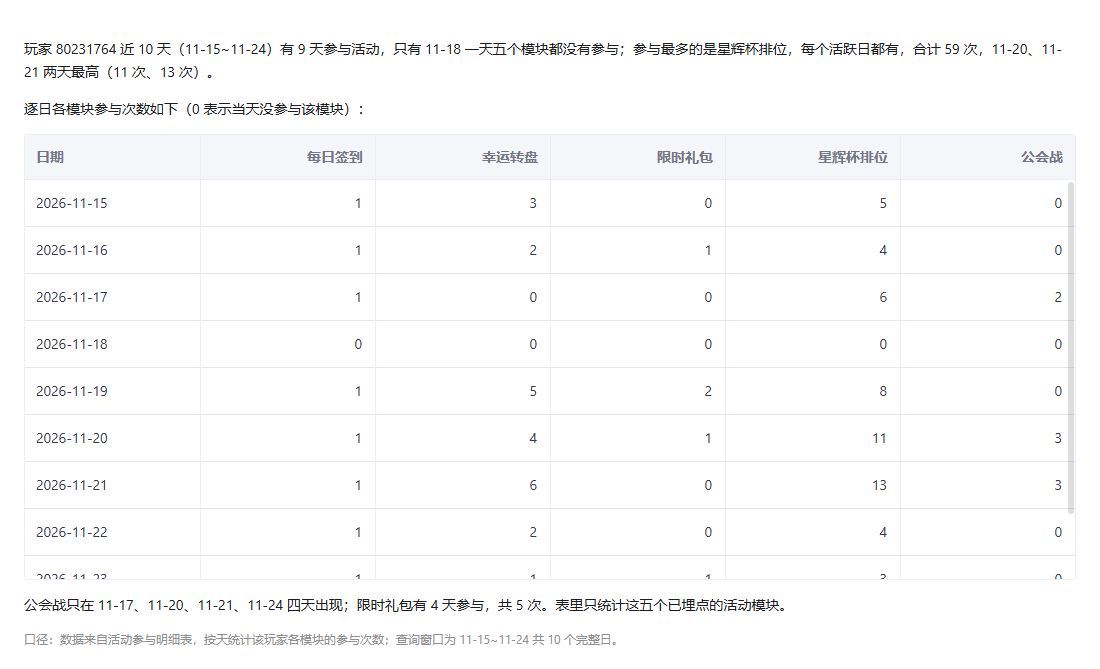 玩家 80231764 近 10 天（11-15~11-24）有 9 天参与活动，只有 11-18 一天五个模块都没有参与；参与最多的是星辉杯排位，每个活跃日都有，合计 59 次，11-20、11-
21 两天最高（11 次、13 次）。
逐日各模块参与次数如下（0 表示当天没参与该模块）：
日期 每日签到 幸运转盘 限时礼包 星辉杯排位 公会战
2026-11-15 1 3 0 5 0
2026-11-16 1 2 1 4 0
2026-11-17 1 0 0 6 2
2026-11-18 0 0 0 0 0
2026-11-19 1 5 2 8 0
2026-11-20 1 4 1 11 3
2026-11-21 1 6 0 13 3
2026-11-22 1 2 0 4 0
2026-11-23 1 1 1 3 0
公会战只在 11-17、11-20、11-21、11-24 四天出现；限时礼包有 4 天参与，共 5 次。表里只统计这五个已埋点的活动模块。
口径：数据来自活动参与明细表，按天统计该玩家各模块的参与次数；查询窗口为 11-15~11-24 共 10 个完整日。